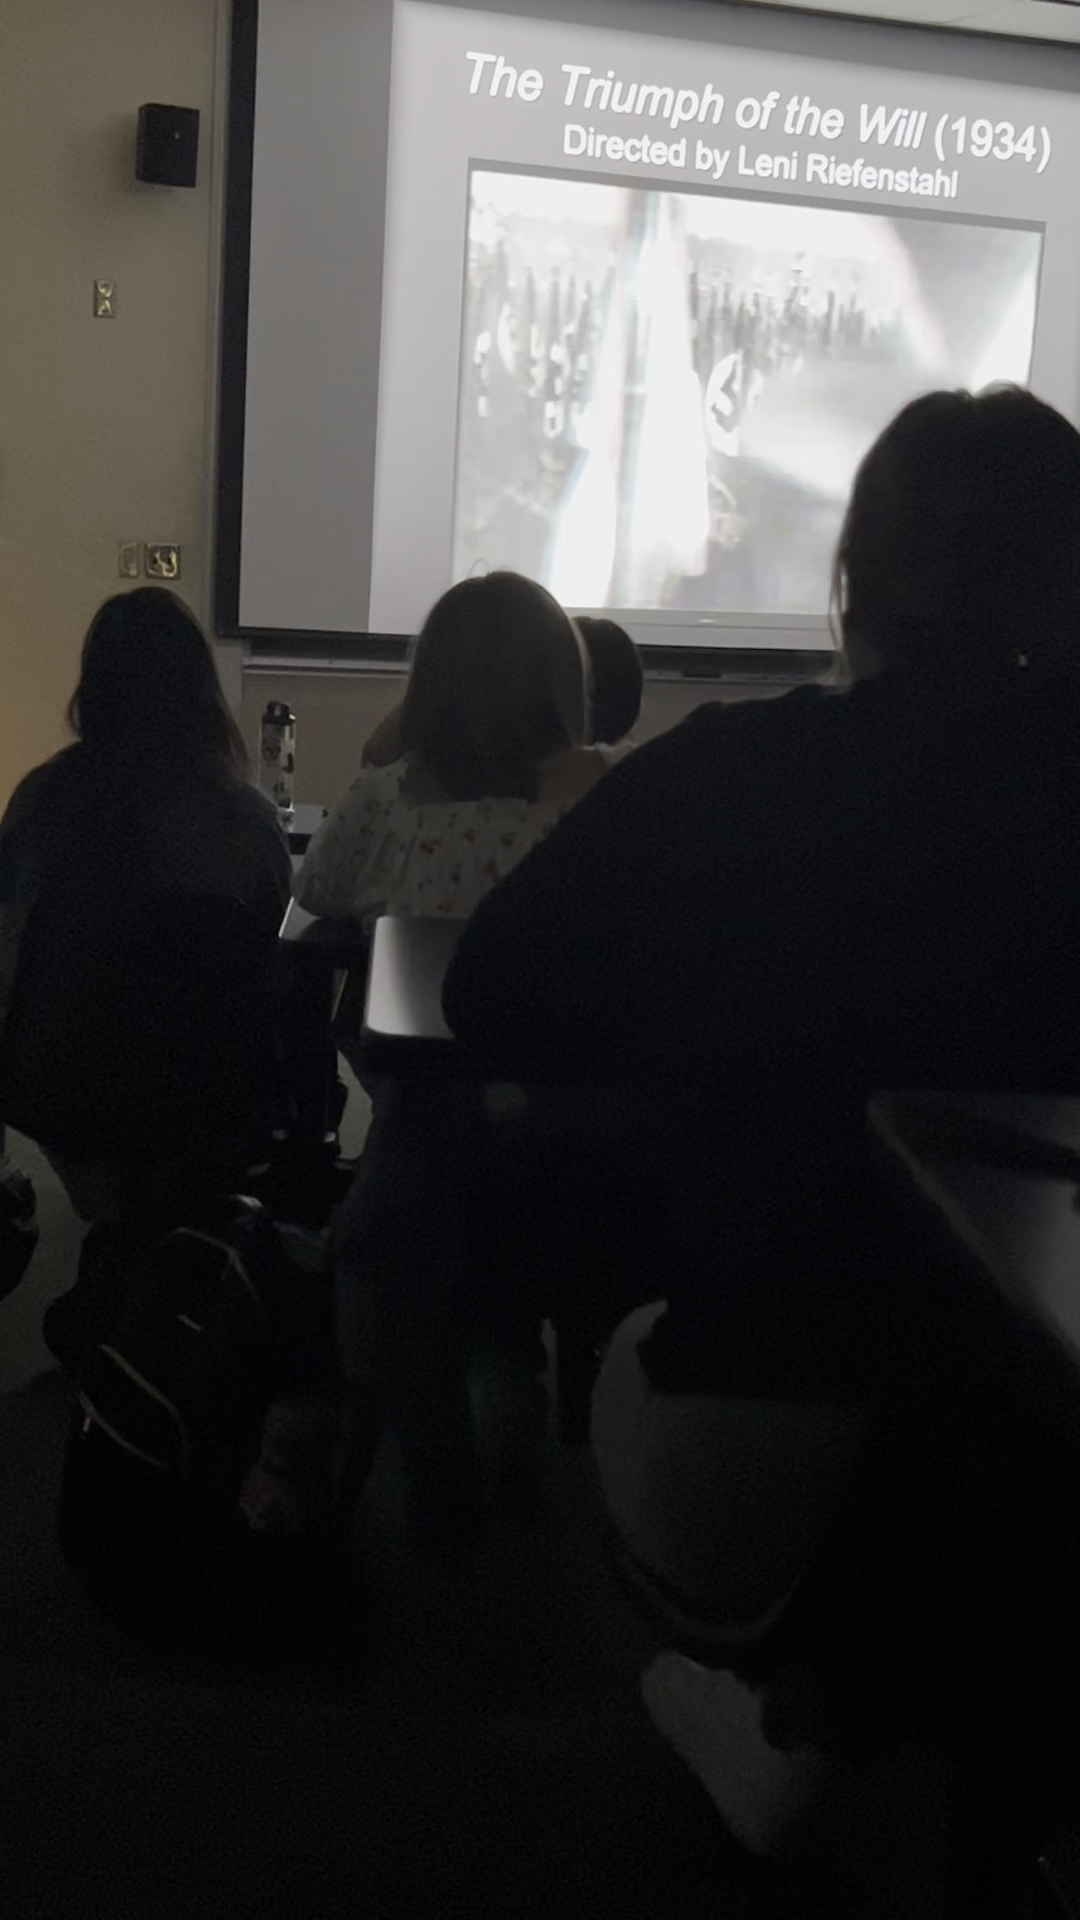 The Triumph of the Will (1934)
Directed by Leni Riefenstahl